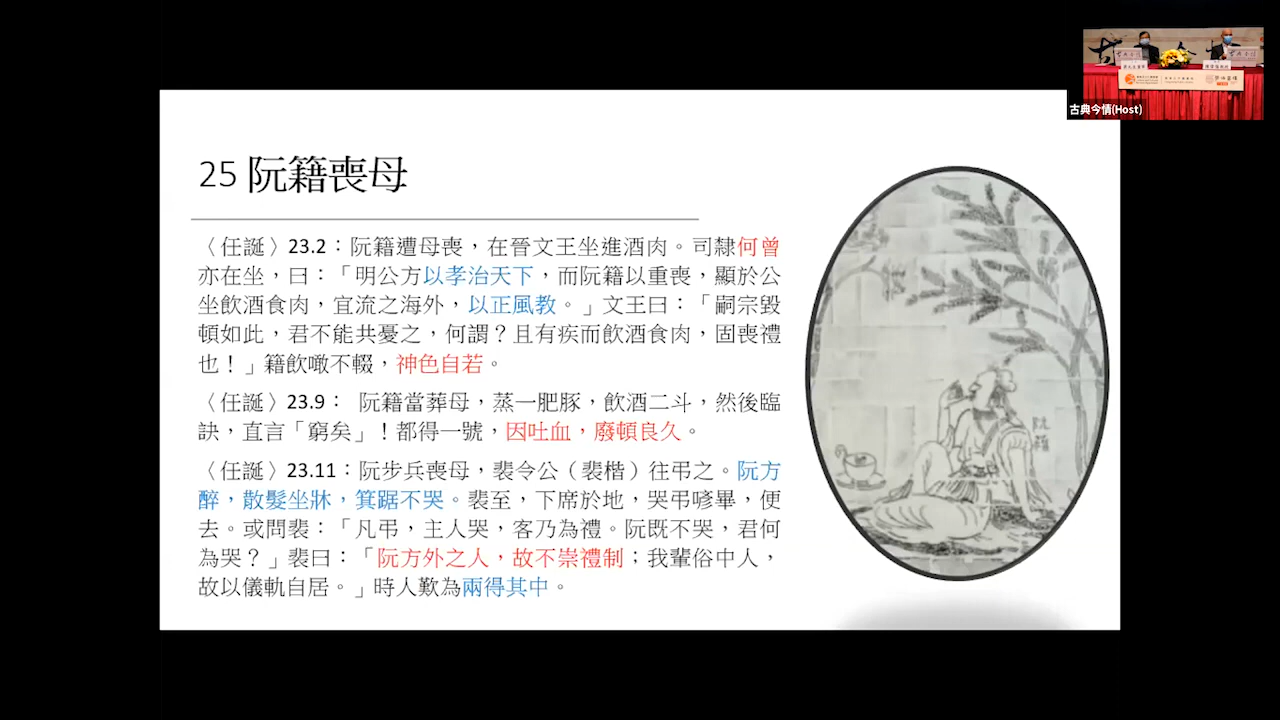 古典今情(Host)
25 阮籍喪母
〈任誕〉23.2：阮籍遭母喪，在晉文王坐進酒肉。司隸何曾
亦在坐，曰：「明公方以孝治天下，而阮籍以重喪，顯於公
坐飲酒食肉，宜流之海外，以正風教。」文王曰：「嗣宗毀
頓如此，君不能共憂之，何謂？且有疾而飲酒食肉，固喪禮
也！」籍飲噉不輟，神色自若。
〈任誕〉23.9： 阮籍當葬母，蒸一肥豚，飲酒二斗，然後臨
訣，直言「窮矣」！都得一號，因吐血，廢頓良久。
〈任誕〉23.11：阮步兵喪母，裴令公（裴楷）往弔之。阮方
醉，散髮坐牀，箕踞不哭。裴至，下席於地，哭弔喭畢，便
去。或問裴：「凡弔，主人哭，客乃為禮。阮既不哭，君何
為哭？」裴曰：「阮方外之人，故不崇禮制；我輩俗中人，
故以儀軌自居。」時人歎為兩得其中。
阮籍